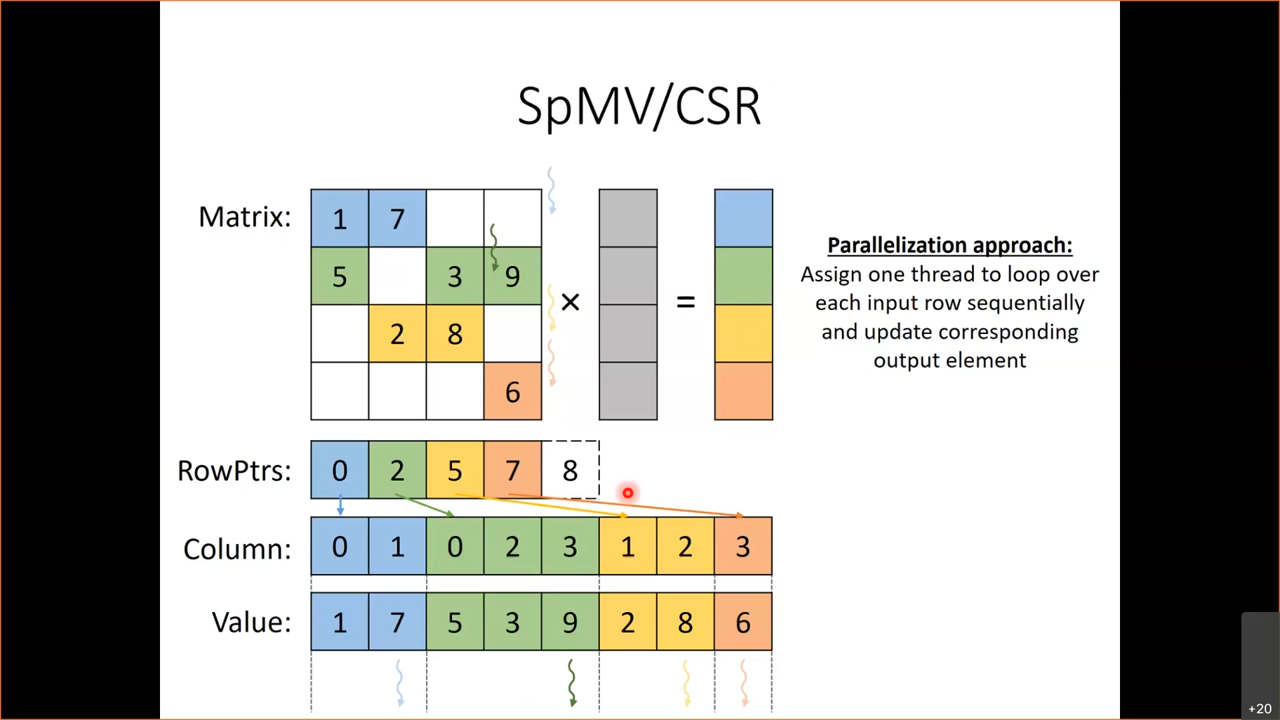 SpMV/CSR
Matrix:
1 7
5 3 9
2 8
6
×
=
Parallelization approach:
Assign one thread to loop over
each input row sequentially
and update corresponding
output element
RowPtrs: 0 2 5 7 8
Column: 0 1 0 2 3 1 2 3
Value: 1 7 5 3 9 2 8 6
+20